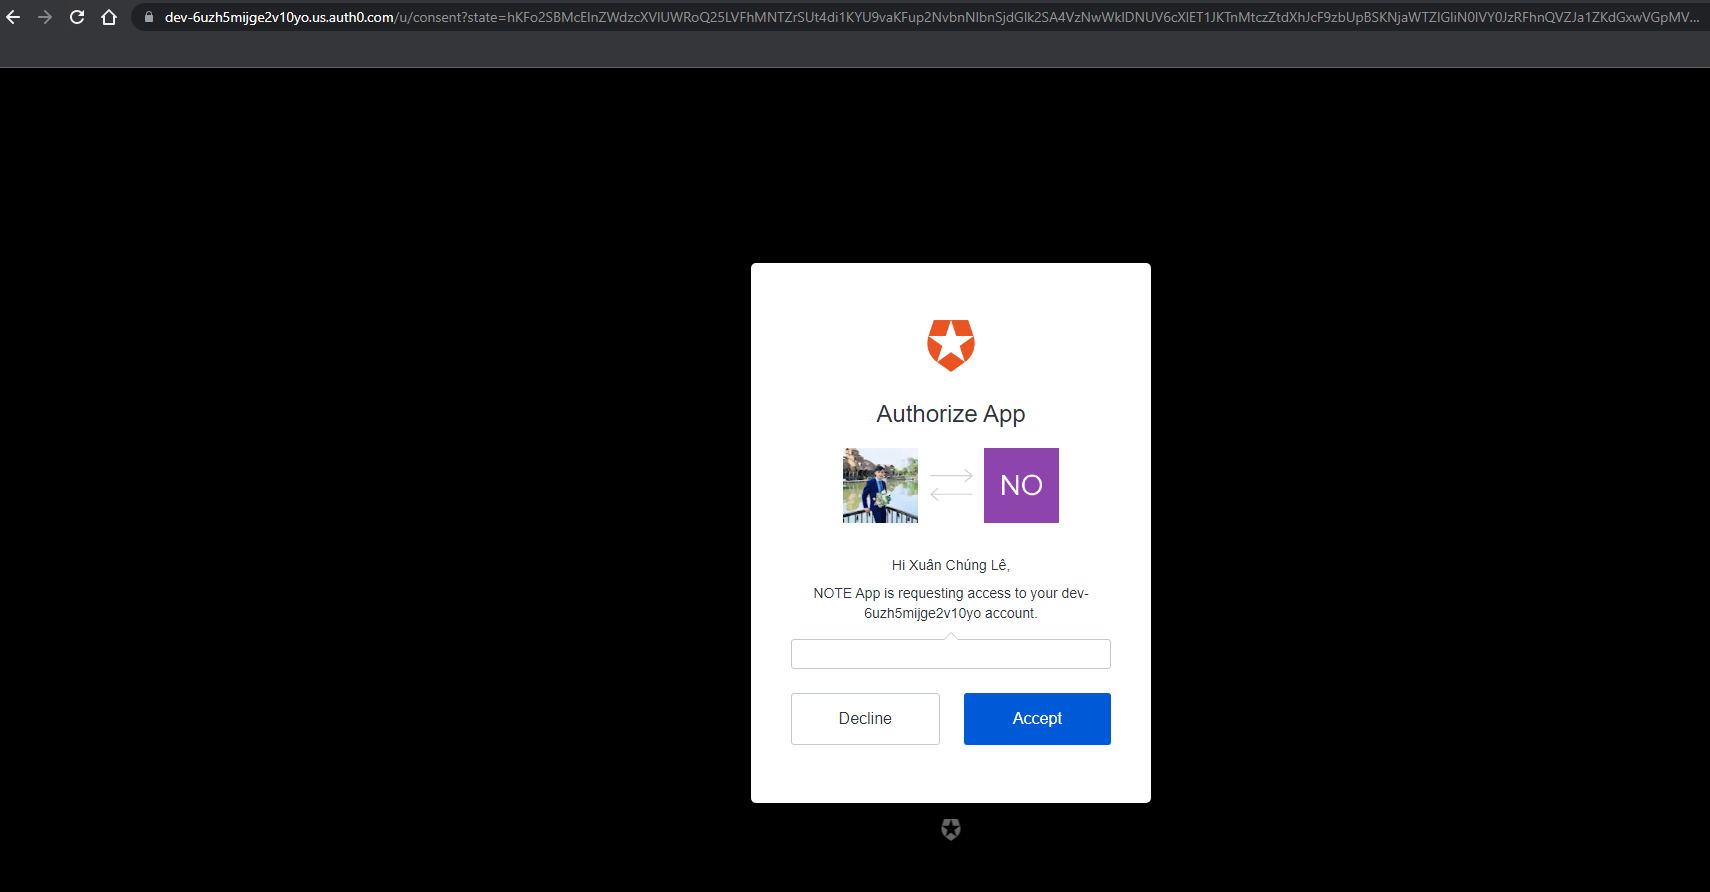 dev-6uzh5mijge2v10yo.us.auth0.com/u/consent?state=
Authorize App
NO
Hi Xuân Chúng Lê,
NOTE App is requesting access to your dev-
6uzh5mijge2v10yo account.
Decline
Accept